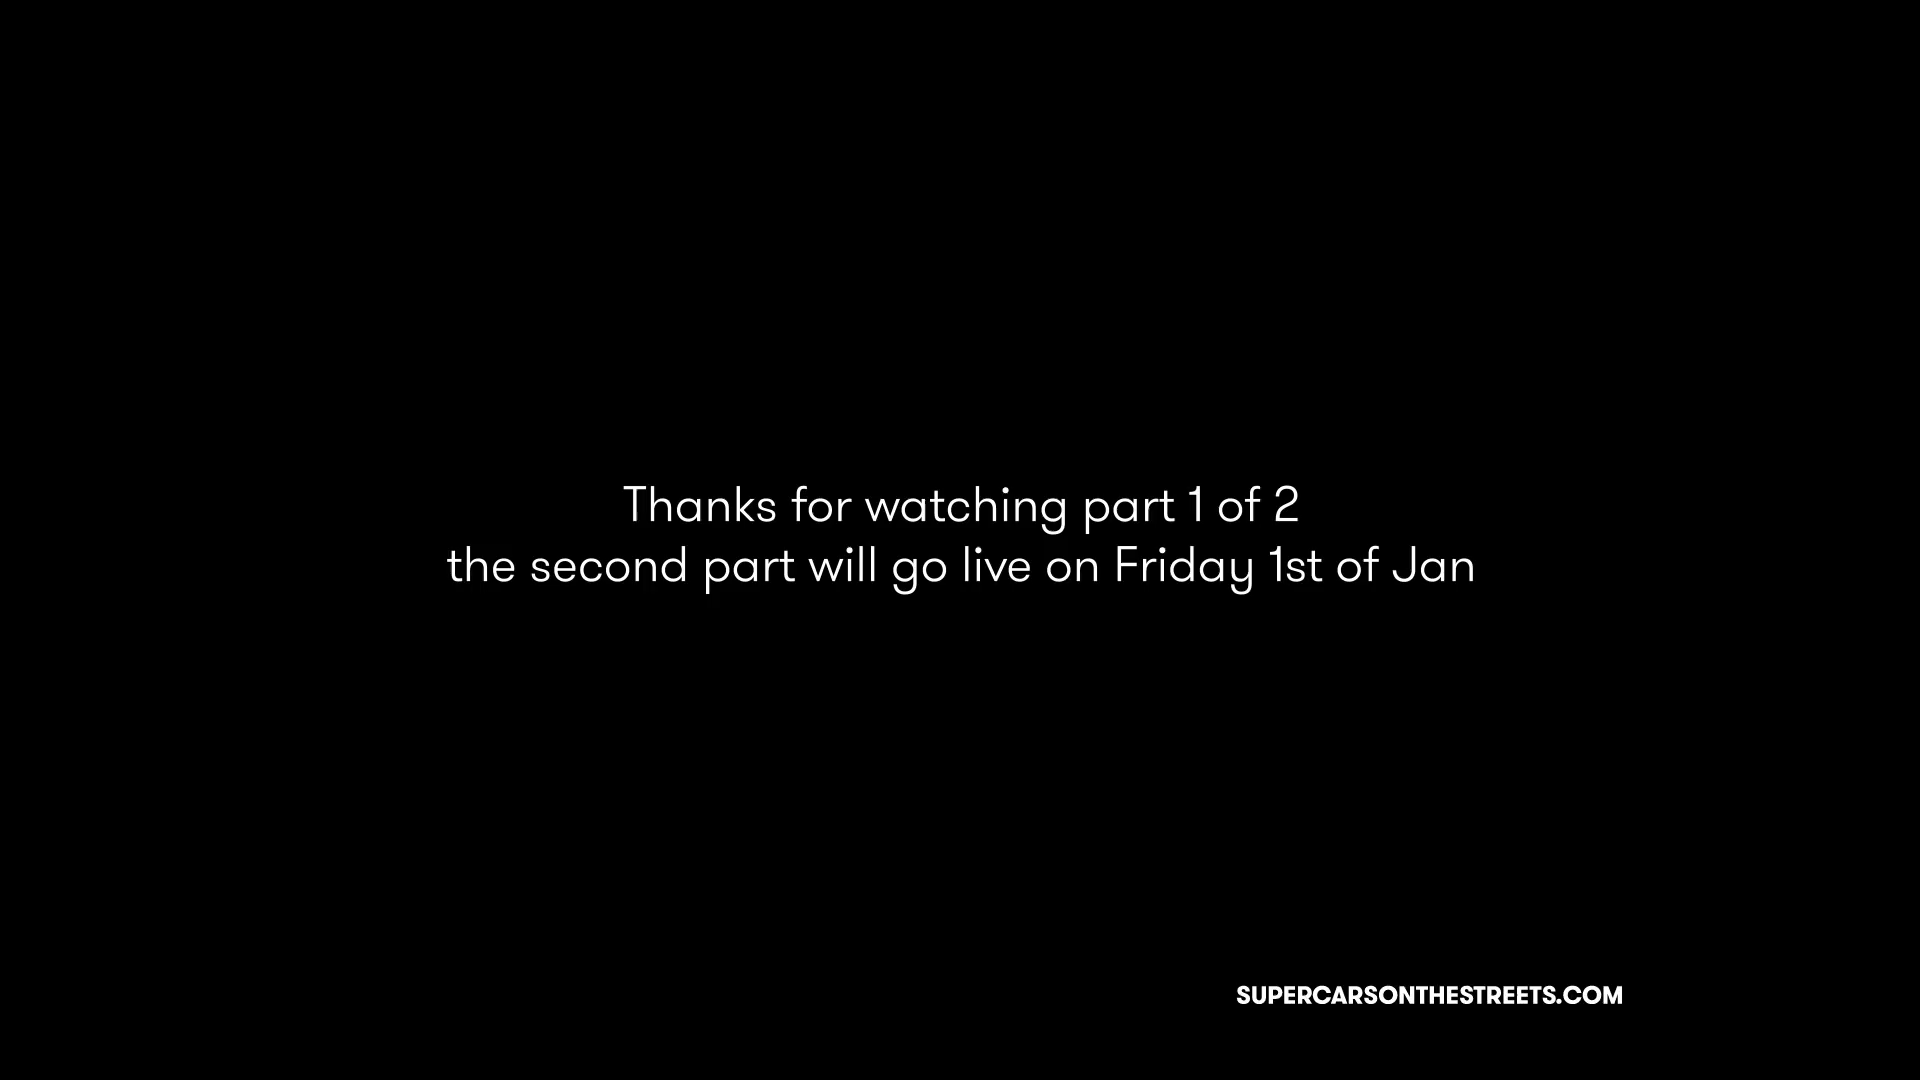 Thanks for watching part 1 of 2
the second part will go live on Friday 1st of Jan
SUPERCARSONTHESTREETS.COM